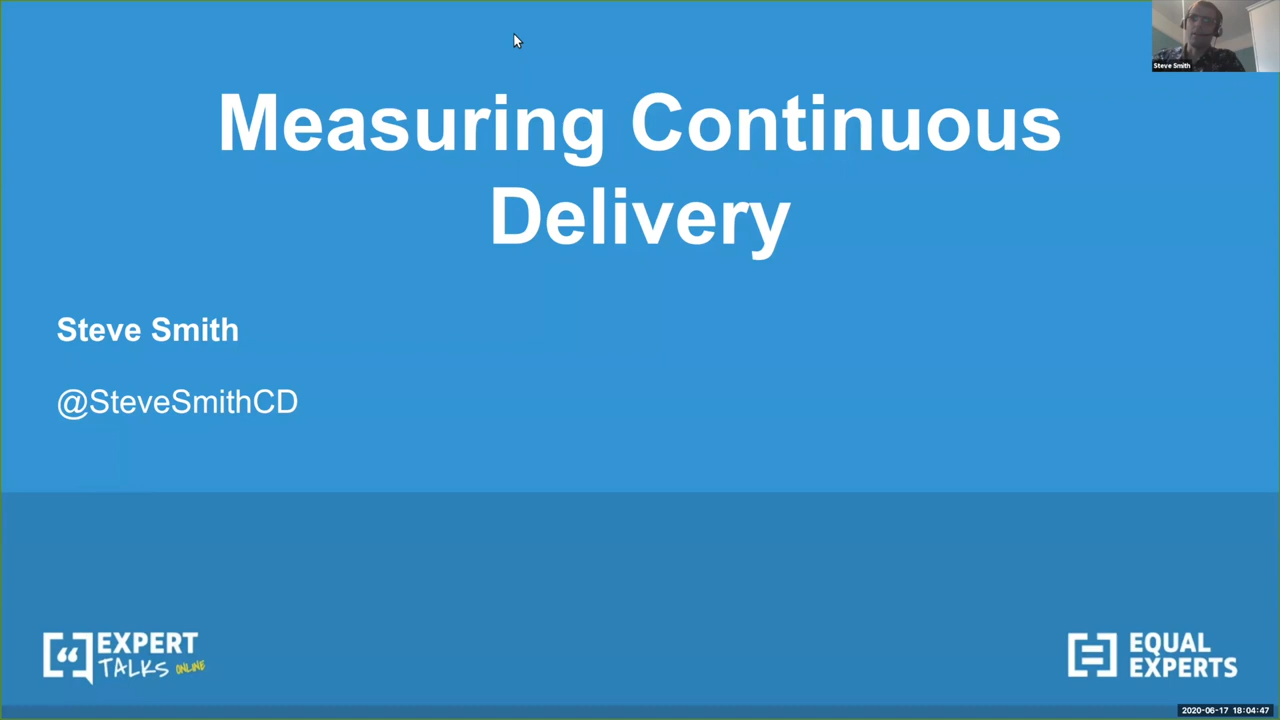 Steve Smith
Measuring Continuous
Delivery
Steve Smith
@SteveSmithCD
EXPERT
TALKS ONLINE
EQUAL
EXPERTS
2020-06-17 18:04:47